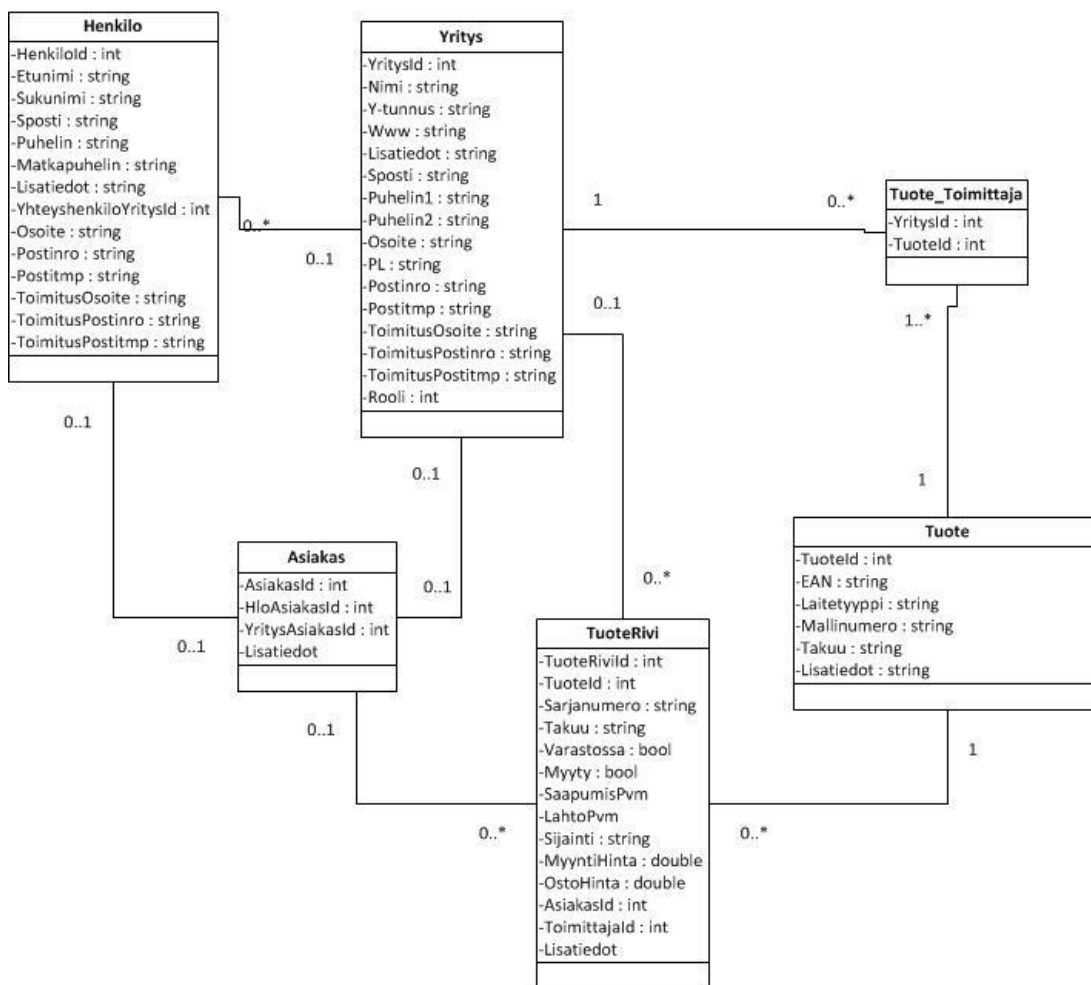 Henkilo
-HenkiloId : int
-Etunimi : string
-Sukunimi : string
-Sposti : string
-Puhelin : string
-Matkapuhelin : string
-Lisatiedot : string
-YhteyshenkiloYritysId : int
-Osoite : string
-Postinro : string
-Postitmp : string
-ToimitusOsoite : string
-ToimitusPostinro : string
-ToimitusPostitmp : string
Yritys
-YritysId : int
-Nimi : string
-Y-tunnus : string
-Www : string
-Lisatiedot : string
-Sposti : string
-Puhelin1 : string
-Puhelin2 : string
-Osoite : string
-PL : string
-Postinro : string
-Postitmp : string
-ToimitusOsoite : string
-ToimitusPostinro : string
-ToimitusPostitmp : string
-Rooli : int
Tuote_Toimittaja
-YritysId : int
-TuoteId : int
0..*
0..1
1
0..*
0..1
1..*
0..1
0..1
1
Asiakas
-AsiakasId : int
-HloAsiakasId : int
-YritysAsiakasId : int
-Lisatiedot
0..1
0..1
0..1
0..*
Tuote
-TuoteId : int
-EAN : string
-Laitetyyppi : string
-Mallinumero : string
-Takuu : string
-Lisatiedot : string
TuoteRivi
-TuoteRiviId : int
-TuoteId : int
-Sarjanumero : string
-Takuu : string
-Varastossa : bool
-Myyty : bool
-SaapumisPvm
-LahtoPvm
-Sijainti : string
-MyyntiHinta : double
-OstoHinta : double
-AsiakasId : int
-ToimittajaId : int
-Lisatiedot
0..*
0..*
1